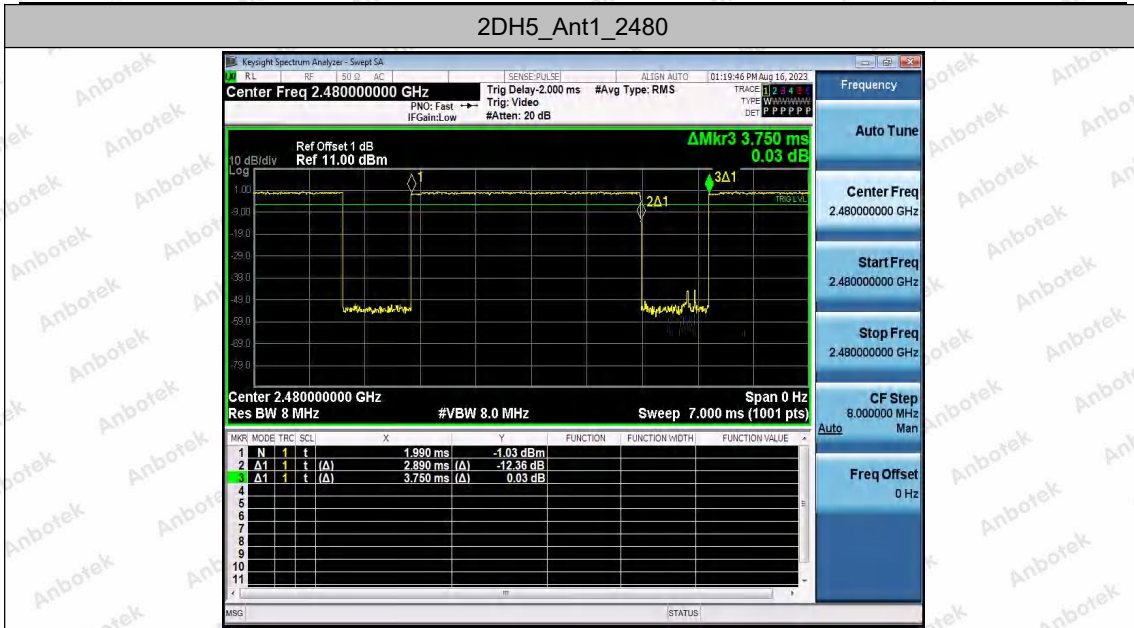 2DH5_Ant1_2480
Keysight Spectrum Analyzer - Swept SA
RL RF 50 Ω AC SENSE:PULSE ALIGN AUTO 01:19:46 PM Aug 16, 2023
Center Freq 2.480000000 GHz Trig Delay-2.000 ms #Avg Type: RMS TRACE 1 2 3 4 5 6
PNO: Fast Trig: Video TYPE WWWWWW
IFGain:Low #Atten: 20 dB DET P P P P P P
Ref Offset 1 dB ΔMkr3 3.750 ms
10 dB/div Ref 11.00 dBm 0.03 dB
Log
1 3Δ1
1.00
2Δ1 TRIG LVL
-9.00
-19.0
-29.0
-39.0
-49.0
-59.0
-69.0
-79.0
Center 2.480000000 GHz Span 0 Hz
Res BW 8 MHz #VBW 8.0 MHz Sweep 7.000 ms (1001 pts)
MKR MODE TRC SCL X Y FUNCTION FUNCTION WIDTH FUNCTION VALUE
1 N 1 t 1.990 ms -1.03 dBm
2 Δ1 1 t (Δ) 2.890 ms (Δ) -12.36 dB
3 Δ1 1 t (Δ) 3.750 ms (Δ) 0.03 dB
4
5
6
7
8
9
10
11
MSG STATUS
Frequency
Auto Tune
Center Freq
2.480000000 GHz
Start Freq
2.480000000 GHz
Stop Freq
2.480000000 GHz
CF Step
8.000000 MHz
Auto Man
Freq Offset
0 Hz
Anbotek